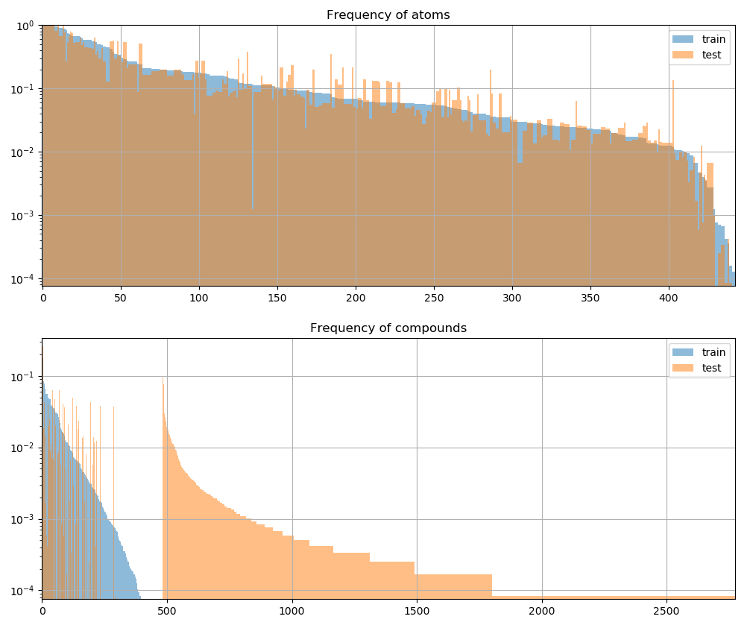 Frequency of atoms
10⁰
10⁻¹
10⁻²
10⁻³
10⁻⁴
train
test
0 50 100 150 200 250 300 350 400
Frequency of compounds
10⁻¹
10⁻²
10⁻³
10⁻⁴
train
test
0 500 1000 1500 2000 2500